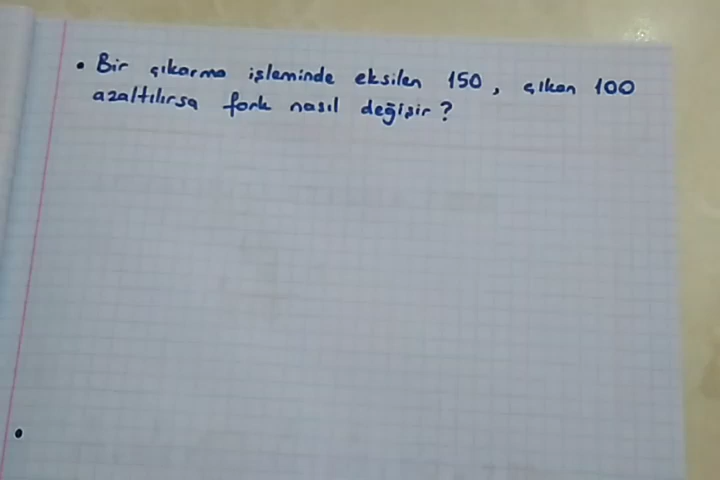 • Bir çıkarma işleminde eksilen 150, çıkan 100
azaltılırsa fark nasıl değişir?